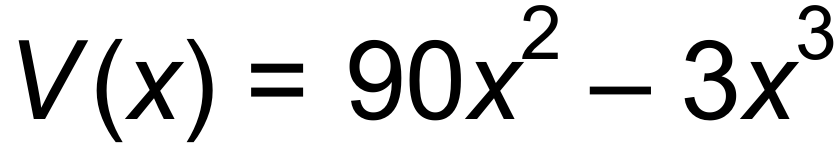 V(x) = 90x² – 3x³